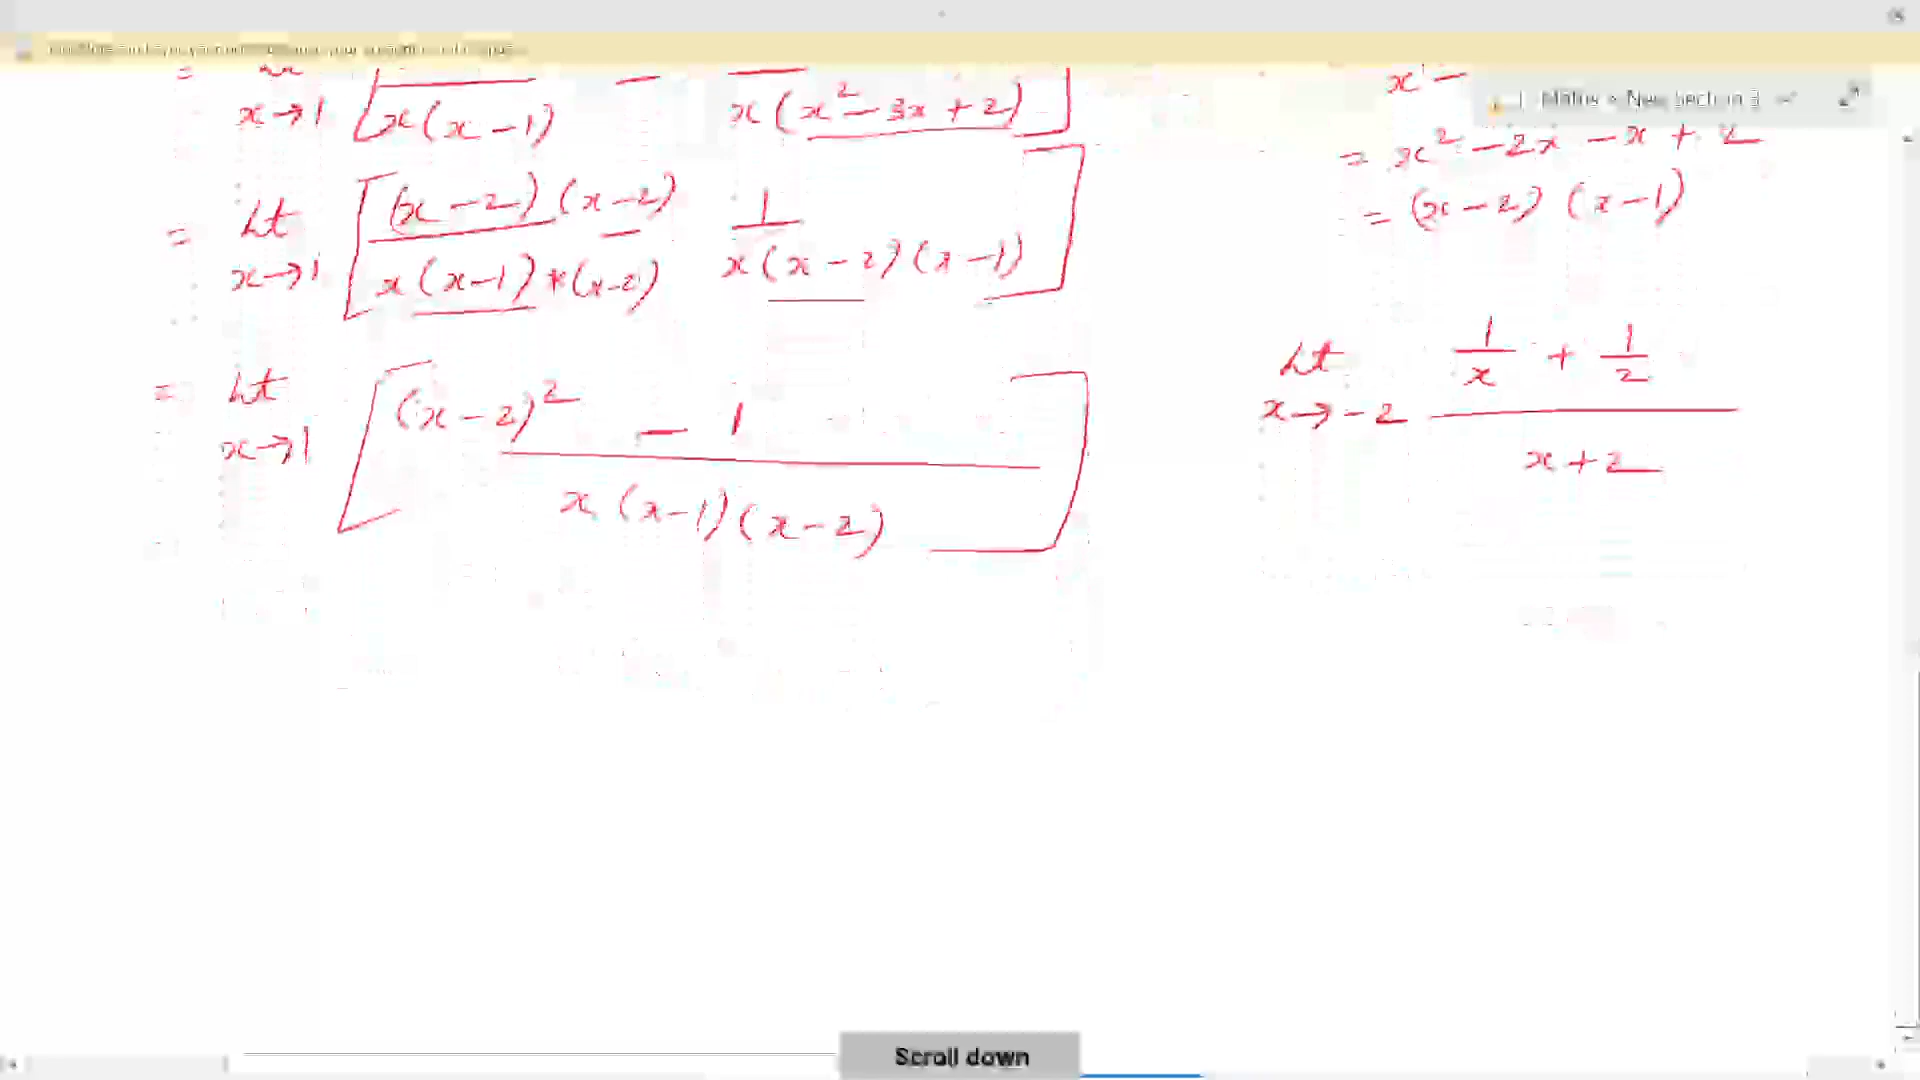 =
x→1 [ x(x-1) - x(x²-3x+2) ]
= Lt [ (x-2)(x-2) 1 ]
x→1 x(x-1)*(x-2) x(x-2)(x-1)
= Lt [ (x-2)² - 1 ]
x→1 x(x-1)(x-2)
x² -
= x² - 2x - x + 2
= (x-2)(x-1)
Lt 1/x + 1/2
x→-2 x+2
Scroll down